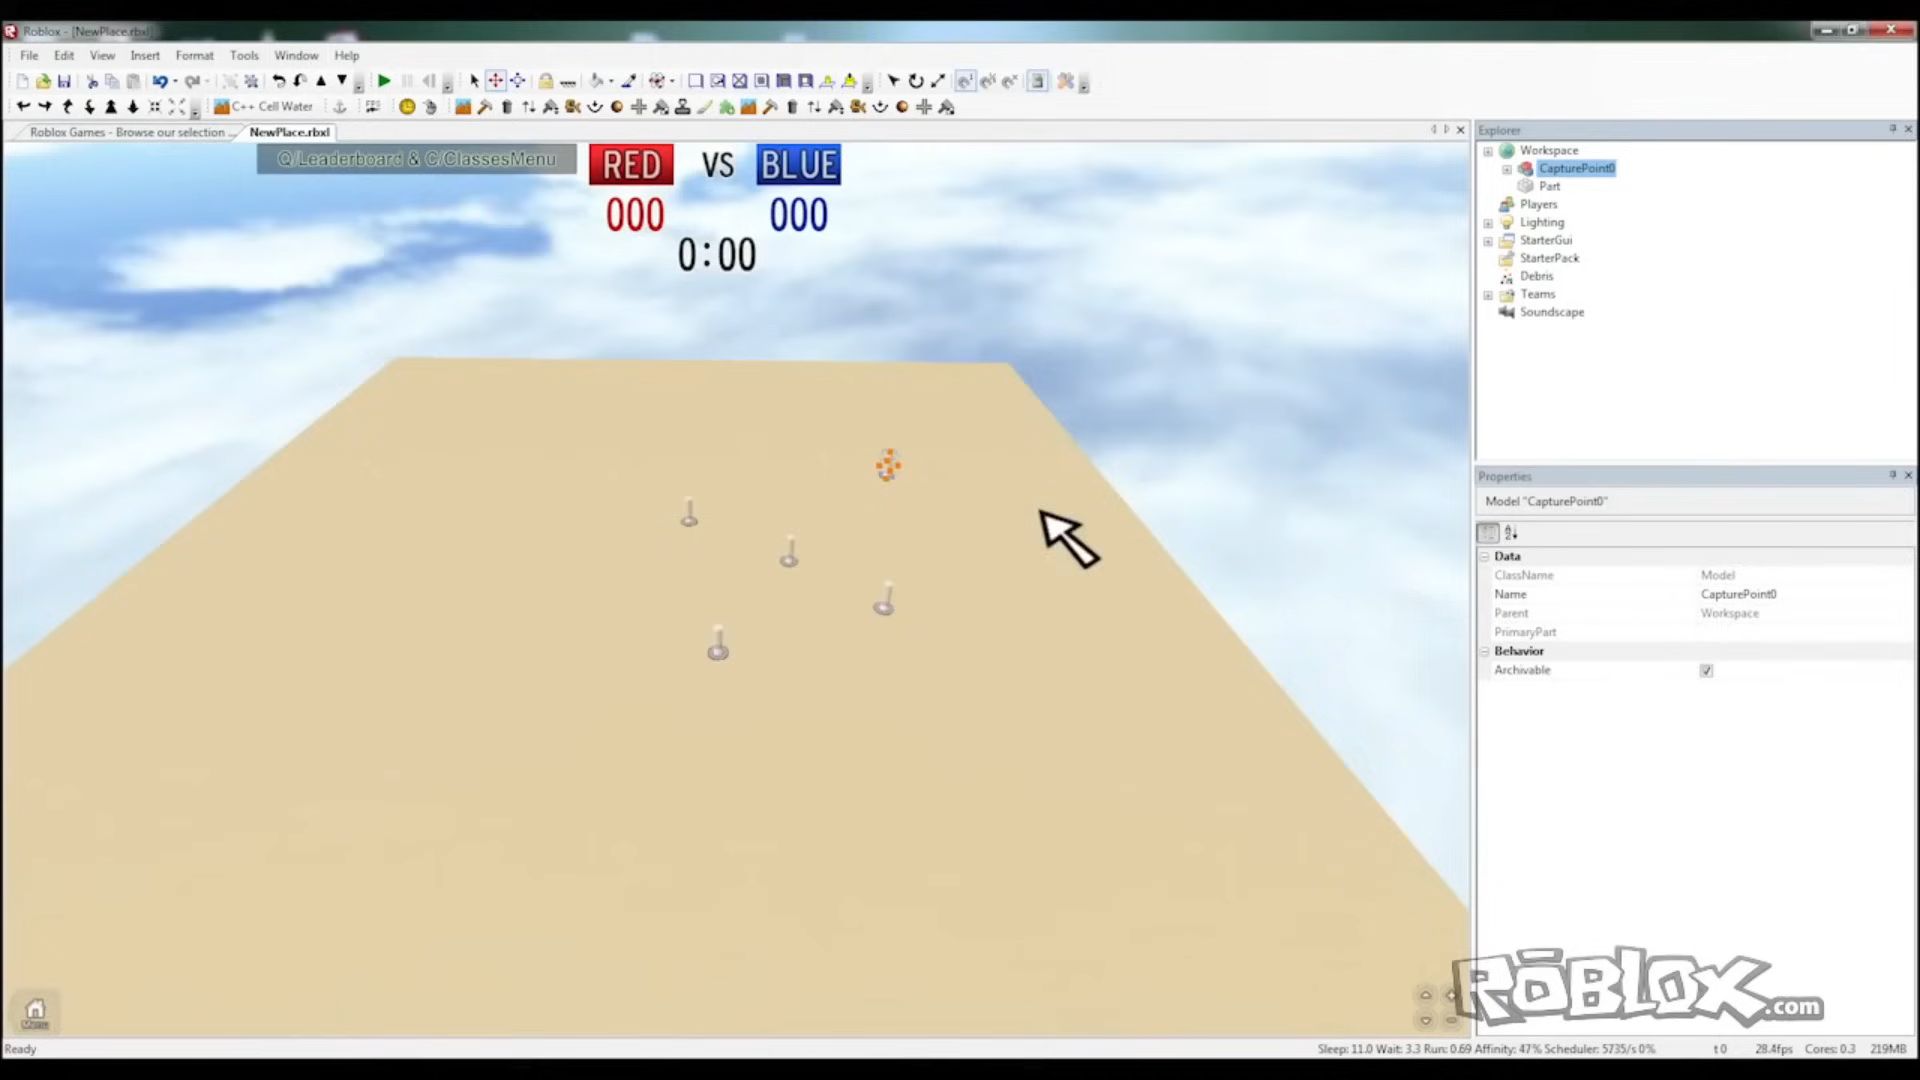 Roblox - [NewPlace.rbxl]
File Edit View Insert Format Tools Window Help
C++ Cell Water
FPS
Roblox Games - Browse our selection ...
NewPlace.rbxl
Q/Leaderboard & C/ClassesMenu
RED VS BLUE
000 000
0:00
Explorer
Workspace
CapturePoint0
Part
Players
Lighting
StarterGui
StarterPack
Debris
Teams
Soundscape
Properties
Model "CapturePoint0"
Data
ClassName Model
Name CapturePoint0
Parent Workspace
PrimaryPart
Behavior
Archivable
Menu
ROBLOX.com
Ready
Sleep: 11.0 Wait: 3.3 Run: 0.69 Affinity: 47% Scheduler: 5735/s 0% t 0 28.4fps Cores: 0.3 219MB